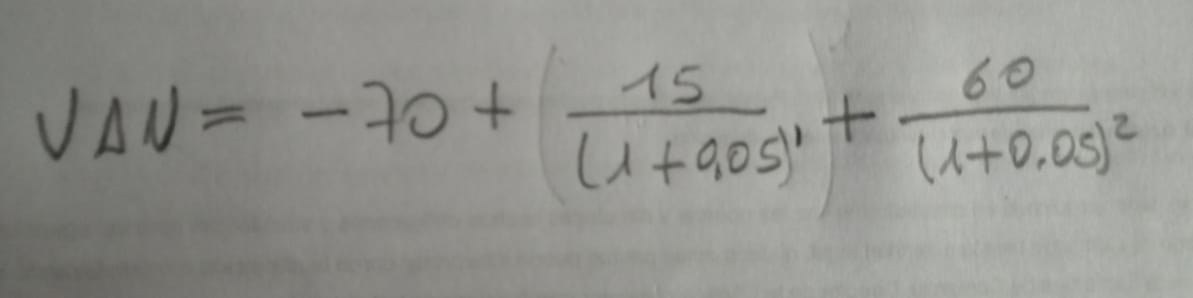 VAN = -70 + (15/(1+0,05)¹) + 60/(1+0.05)²